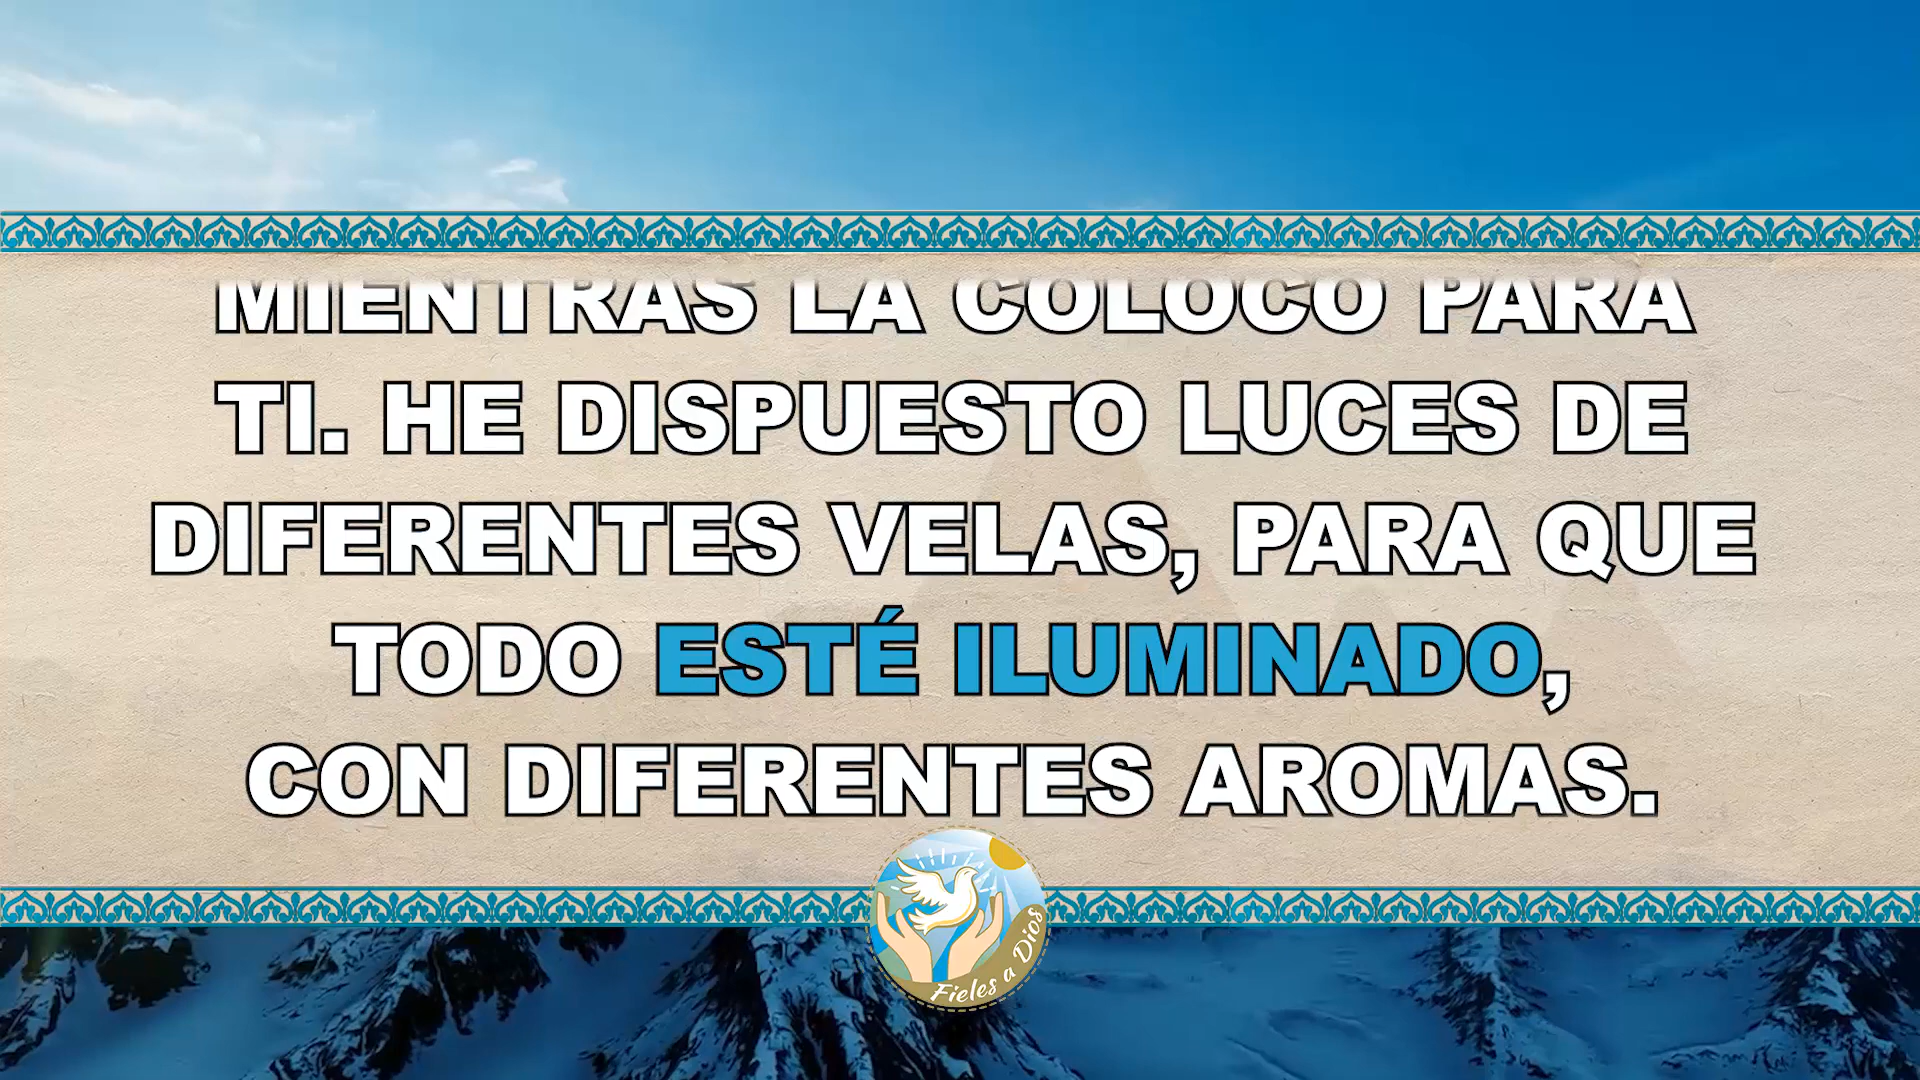 MIENTRAS LA COLOCO PARA
TI. HE DISPUESTO LUCES DE
DIFERENTES VELAS, PARA QUE
TODO ESTÉ ILUMINADO,
CON DIFERENTES AROMAS.
Fieles a Dios